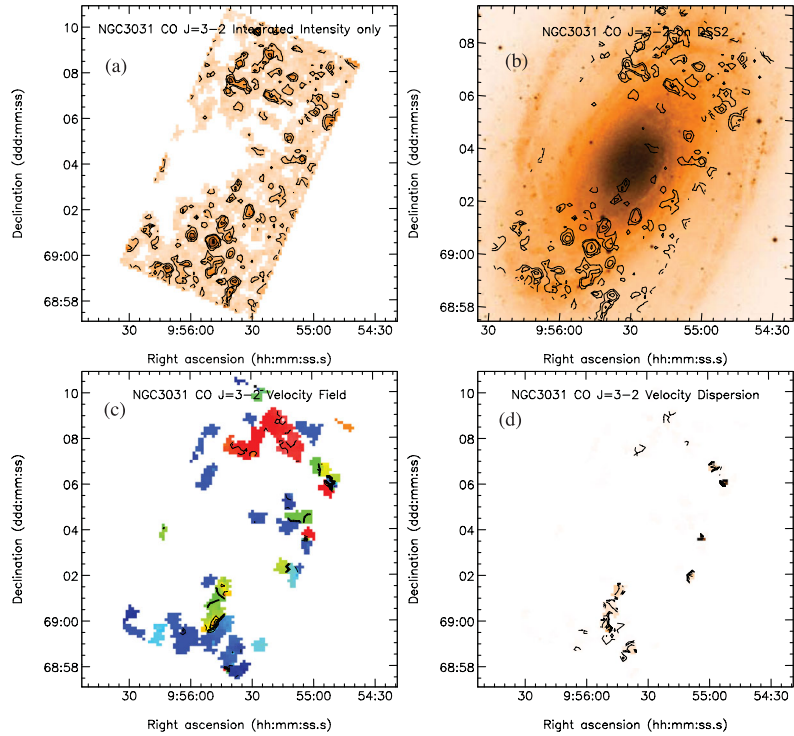 NGC3031 CO J=3-2 Integrated Intensity only
(a)
10
08
06
04
02
69:00
68:58
Declination (ddd:mm:ss)
30 9:56:00 30 55:00 54:30
Right ascension (hh:mm:ss.s)
NGC3031 CO J=3-2 on DSS2
(b)
08
06
04
02
69:00
68:58
Declination (ddd:mm:ss)
30 9:56:00 30 55:00 54:30
Right ascension (hh:mm:ss.s)
NGC3031 CO J=3-2 Velocity Field
(c)
10
08
06
04
02
69:00
68:58
Declination (ddd:mm:ss)
30 9:56:00 30 55:00 54:30
Right ascension (hh:mm:ss.s)
NGC3031 CO J=3-2 Velocity Dispersion
(d)
10
08
06
04
02
69:00
68:58
Declination (ddd:mm:ss)
30 9:56:00 30 55:00 54:30
Right ascension (hh:mm:ss.s)